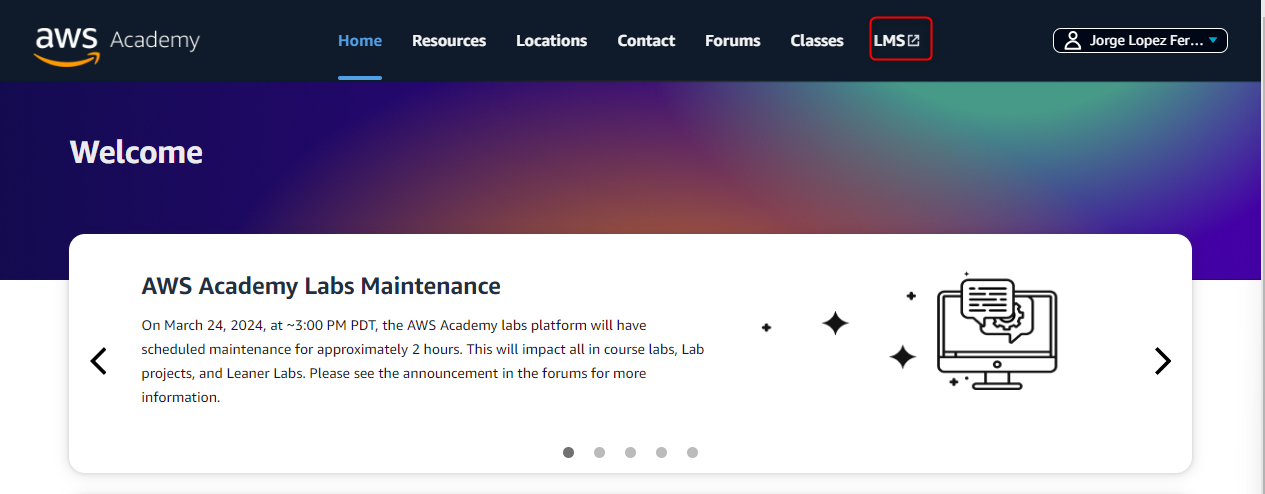 aws Academy
Home Resources Locations Contact Forums Classes LMS
Jorge Lopez Fer...
Welcome
AWS Academy Labs Maintenance
On March 24, 2024, at ~3:00 PM PDT, the AWS Academy labs platform will have
scheduled maintenance for approximately 2 hours. This will impact all in course labs, Lab
projects, and Leaner Labs. Please see the announcement in the forums for more
information.